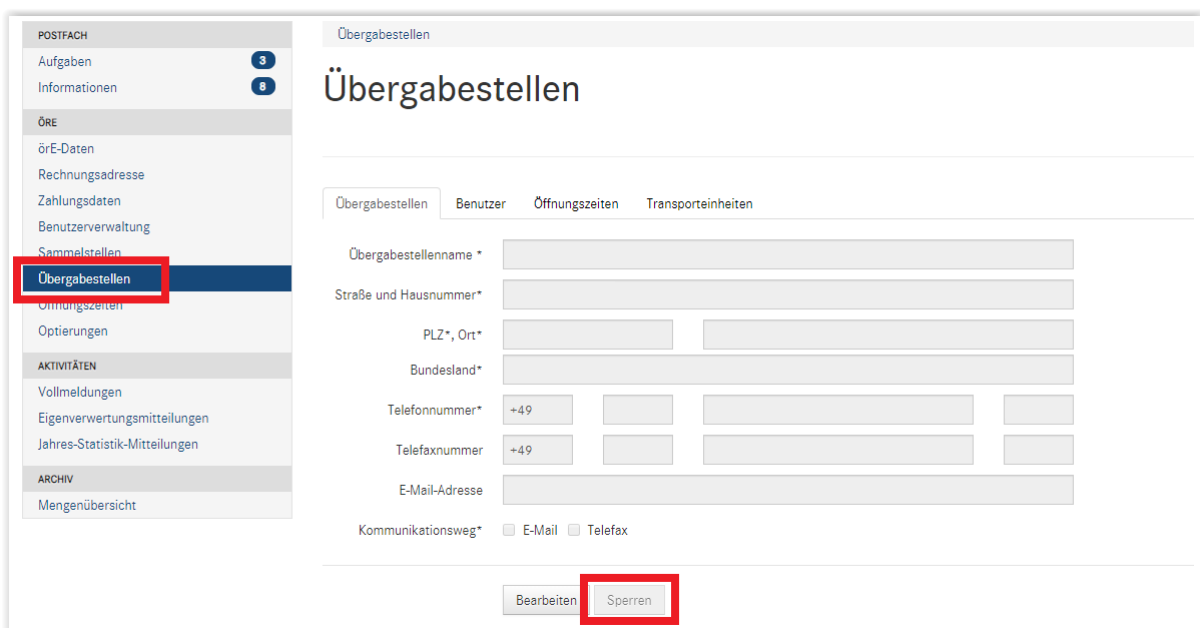 POSTFACH
Aufgaben 3
Informationen 8
ÖRE
örE-Daten
Rechnungsadresse
Zahlungsdaten
Benutzerverwaltung
Sammelstellen
Übergabestellen
Öffnungszeiten
Optierungen
AKTIVITÄTEN
Vollmeldungen
Eigenverwertungsmitteilungen
Jahres-Statistik-Mitteilungen
ARCHIV
Mengenübersicht
Übergabestellen
Übergabestellen
Übergabestellen Benutzer Öffnungszeiten Transporteinheiten
Übergabestellenname *
Straße und Hausnummer*
PLZ*, Ort*
Bundesland*
Telefonnummer* +49
Telefaxnummer +49
E-Mail-Adresse
Kommunikationsweg* E-Mail Telefax
Bearbeiten Sperren